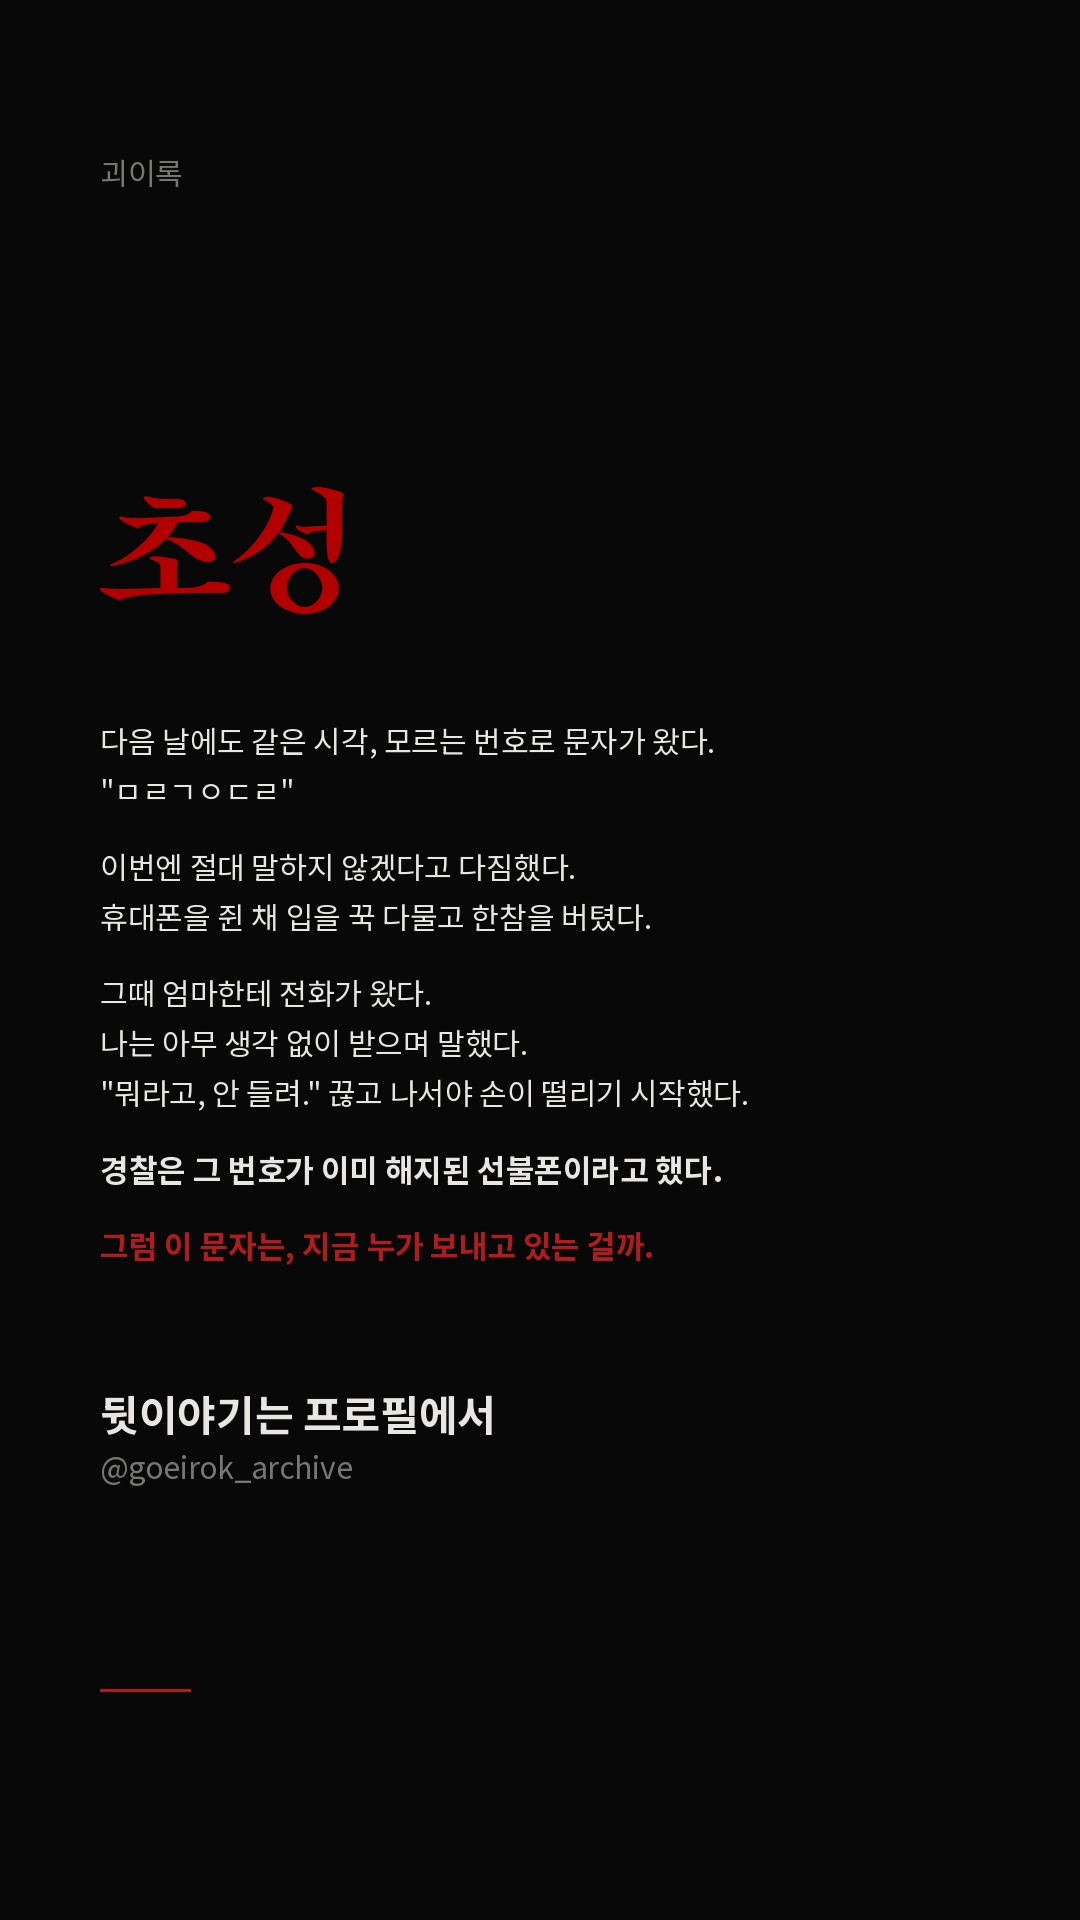 괴이록
초성
다음 날에도 같은 시각, 모르는 번호로 문자가 왔다.
"ㅁㄹㄱㅇㄷㄹ"
이번엔 절대 말하지 않겠다고 다짐했다.
휴대폰을 쥔 채 입을 꾹 다물고 한참을 버텼다.
그때 엄마한테 전화가 왔다.
나는 아무 생각 없이 받으며 말했다.
"뭐라고, 안 들려." 끊고 나서야 손이 떨리기 시작했다.
경찰은 그 번호가 이미 해지된 선불폰이라고 했다.
그럼 이 문자는, 지금 누가 보내고 있는 걸까.
뒷이야기는 프로필에서
@goeirok_archive